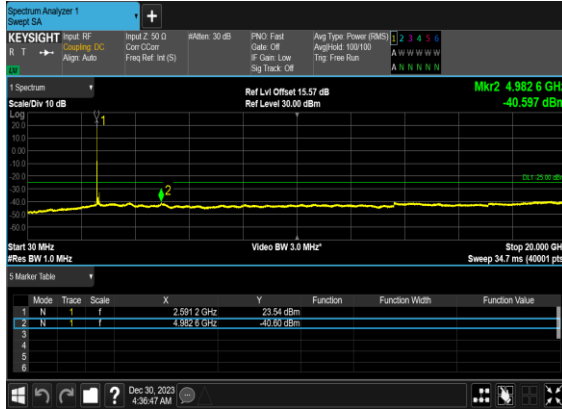 Spectrum Analyzer 1
Swept SA
+
KEYSIGHT
R T
Input: RF
Coupling: DC
Align: Auto
Input Z: 50 Ω
Corr CCorr
Freq Ref: Int (S)
#Atten: 30 dB
PNO: Fast
Gate: Off
IF Gain: Low
Sig Track: Off
Avg Type: Power (RMS)
Avg|Hold: 100/100
Trig: Free Run
1 2 3 4 5 6
A W W W W W
A N N N N N
1 Spectrum
Scale/Div 10 dB
Ref Lvl Offset 15.57 dB
Ref Level 30.00 dBm
Mkr2 4.982 6 GHz
-40.597 dBm
Log
20.0
10.0
0.00
-10.0
-20.0
-30.0
-40.0
-50.0
-60.0
1
2
DL1 -25.00 dBm
Start 30 MHz
#Res BW 1.0 MHz
Video BW 3.0 MHz*
Stop 20.000 GH
Sweep 34.7 ms (40001 pts
5 Marker Table
Mode Trace Scale X Y Function Function Width Function Value
1 N 1 f 2.591 2 GHz 23.54 dBm
2 N 1 f 4.982 6 GHz -40.60 dBm
3
4
5
6
?
Dec 30, 2023
4:36:47 AM